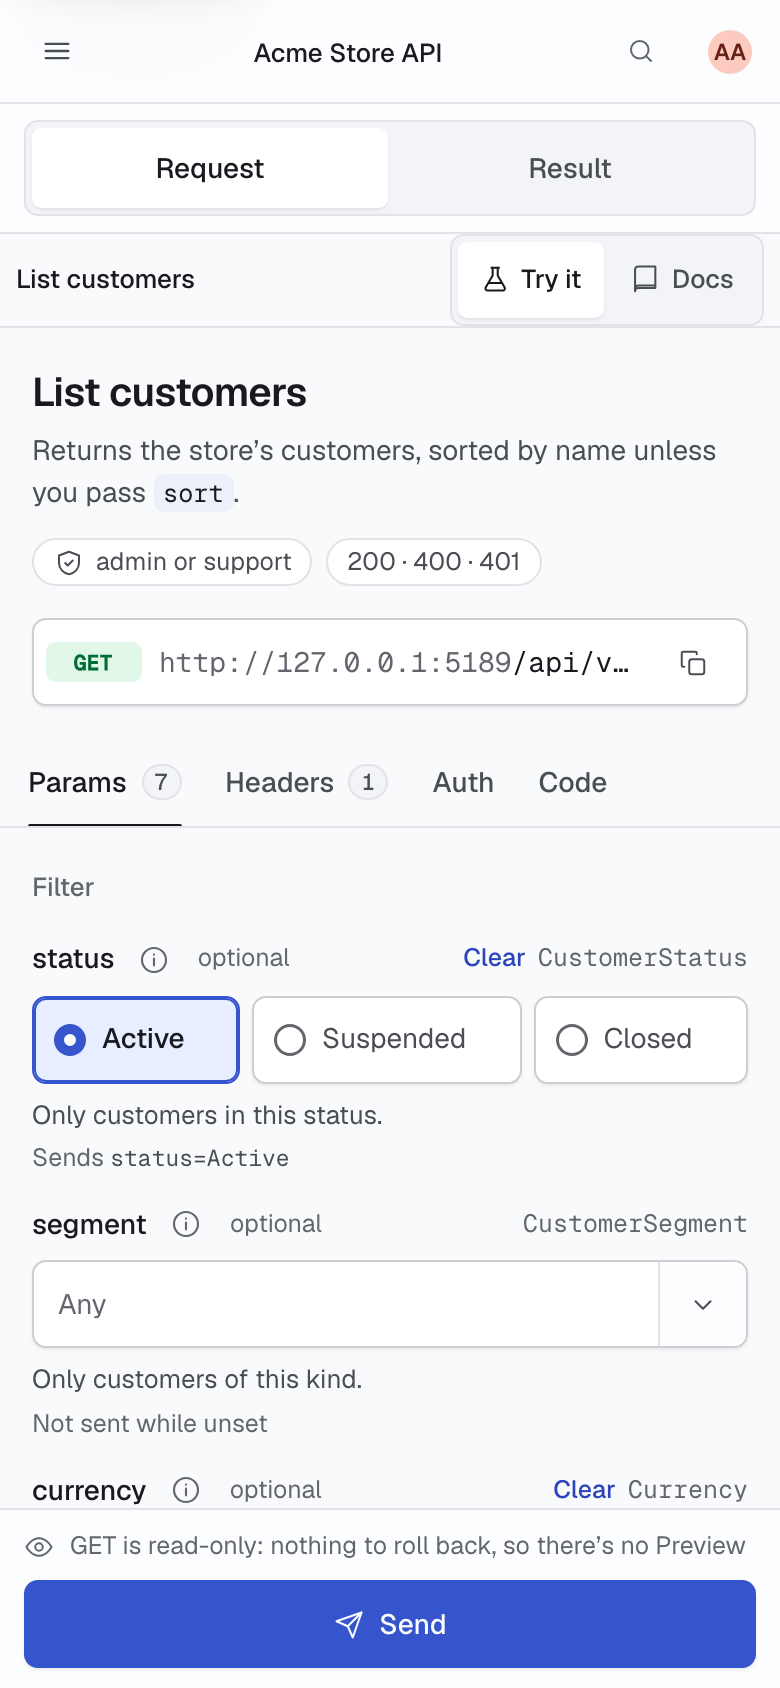 Acme Store API
AA
Request
Result
List customers
Try it
Docs
List customers
Returns the store’s customers, sorted by name unless
you pass sort.
admin or support
200 · 400 · 401
GET http://127.0.0.1:5189/api/v…
Params 7
Headers 1
Auth
Code
Filter
status optional Clear CustomerStatus
Active
Suspended
Closed
Only customers in this status.
Sends status=Active
segment optional CustomerSegment
Any
Only customers of this kind.
Not sent while unset
currency optional Clear Currency
GET is read-only: nothing to roll back, so there’s no Preview
Send